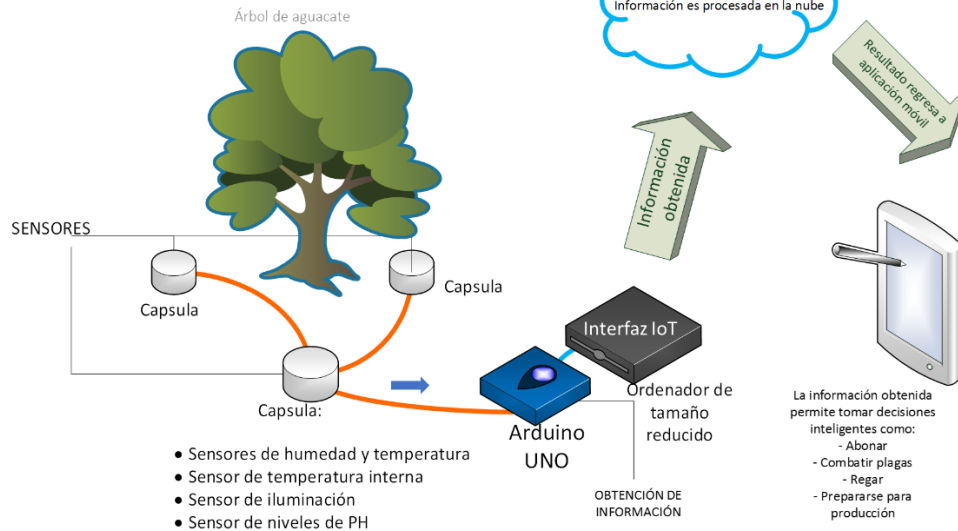 Información es procesada en la nube
Árbol de aguacate
Resultado regresa a
aplicación móvil
Información
obtenida
SENSORES
Capsula
Capsula
Interfaz IoT
Capsula:
Ordenador de
tamaño
reducido
Arduino
UNO
La información obtenida
permite tomar decisiones
inteligentes como:
- Abonar
- Combatir plagas
- Regar
- Prepararse para
producción
• Sensores de humedad y temperatura
• Sensor de temperatura interna
• Sensor de iluminación
• Sensor de niveles de PH
OBTENCIÓN DE
INFORMACIÓN